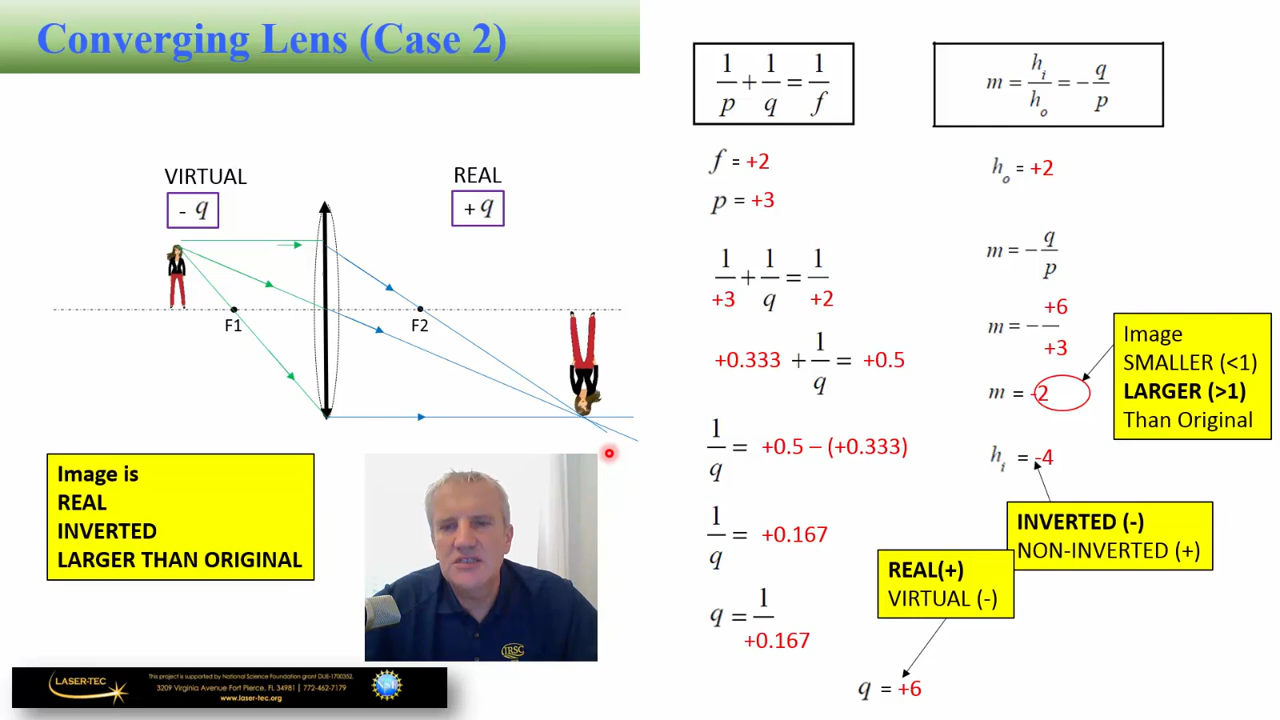 Converging Lens (Case 2)
VIRTUAL
- q
REAL
+ q
F1
F2
Image is
REAL
INVERTED
LARGER THAN ORIGINAL
IRSC
LASER-TEC
This project is supported by National Science Foundation grant DUE-1700352.
3209 Virginia Avenue Fort Pierce, FL 34981 | 772-462-7179
www.laser-tec.org
NSF
1/p + 1/q = 1/f
f = +2
p = +3
1/+3 + 1/q = 1/+2
+0.333 + 1/q = +0.5
1/q = +0.5 – (+0.333)
1/q = +0.167
q = 1/+0.167
q = +6
REAL(+)
VIRTUAL (-)
m = h_i/h_o = - q/p
h_o = +2
m = - q/p
m = - +6/+3
m = -2
h_i = -4
Image
SMALLER (<1)
LARGER (>1)
Than Original
INVERTED (-)
NON-INVERTED (+)